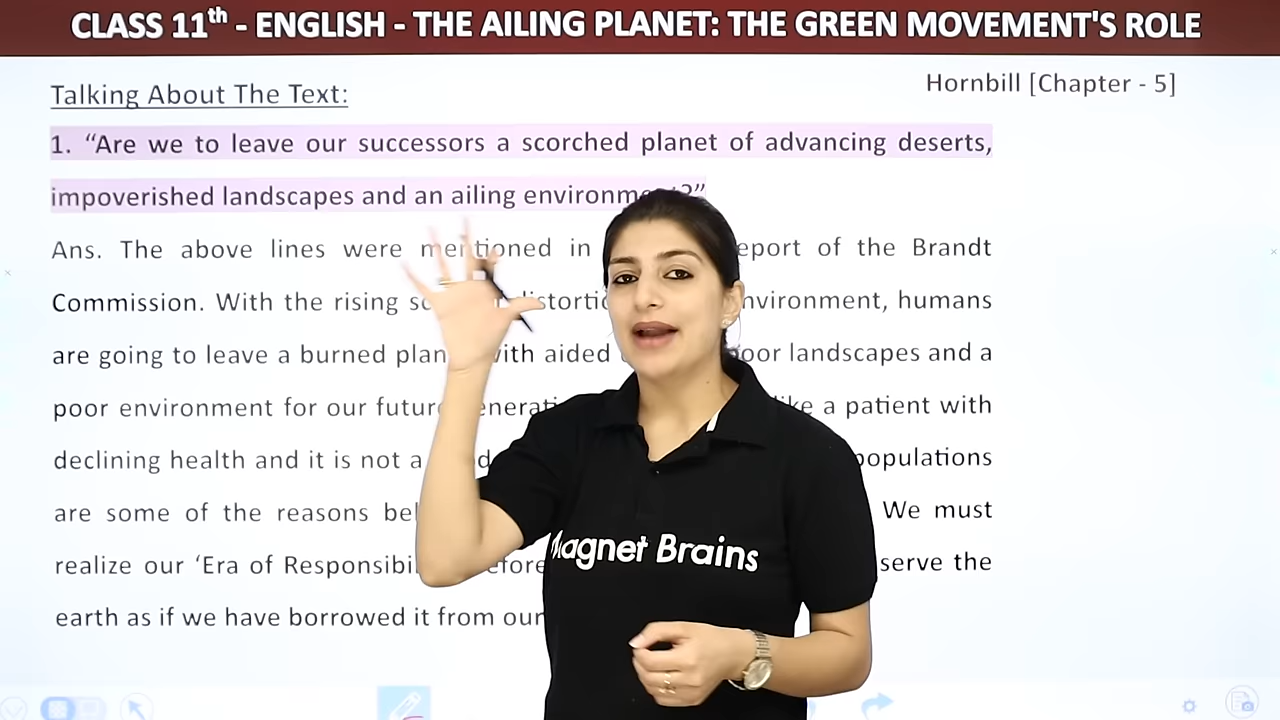 CLASS 11th - ENGLISH - THE AILING PLANET: THE GREEN MOVEMENT'S ROLE
Hornbill [Chapter - 5]
Talking About The Text:
1. “Are we to leave our successors a scorched planet of advancing deserts,
impoverished landscapes and an ailing environment?”
Ans. The above lines were mentioned in eport of the Brandt
Commission. With the rising nvironment, humans
are going to leave a burned plan with aided oor landscapes and a
poor environment for our future enerati like a patient with
declining health and it is not a populations
are some of the reasons be We must
realize our ‘Era of Responsibi efore serve the
earth as if we have borrowed it from our
Magnet Brains